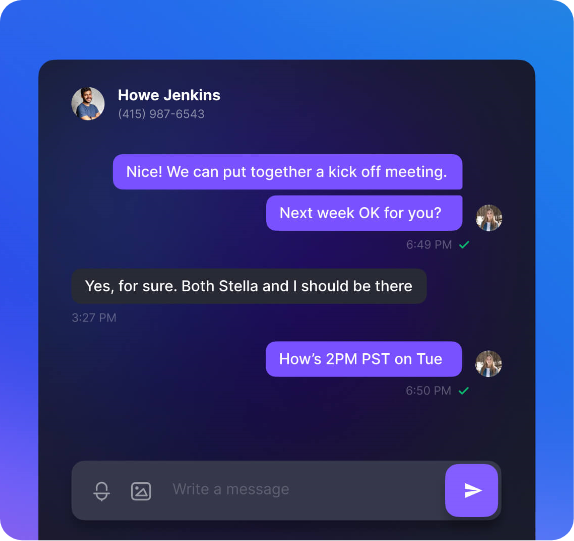 Howe Jenkins
(415) 987-6543
Nice! We can put together a kick off meeting.
Next week OK for you?
6:49 PM
Yes, for sure. Both Stella and I should be there
3:27 PM
How’s 2PM PST on Tue
6:50 PM
Write a message